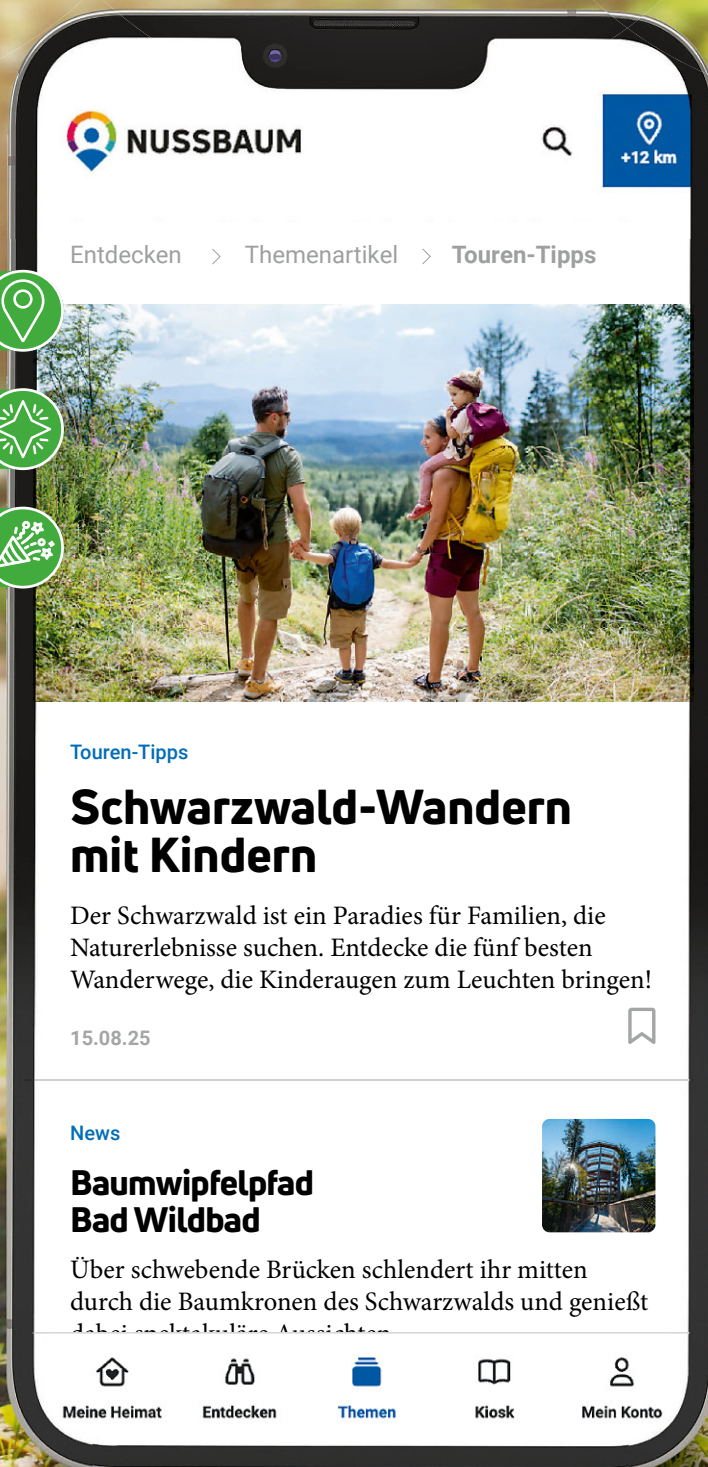 NUSSBAUM
+12 km
Entdecken > Themenartikel > Touren-Tipps
Touren-Tipps
Schwarzwald-Wandern
mit Kindern
Der Schwarzwald ist ein Paradies für Familien, die
Naturerlebnisse suchen. Entdecke die fünf besten
Wanderwege, die Kinderaugen zum Leuchten bringen!
15.08.25
News
Baumwipfelpfad
Bad Wildbad
Über schwebende Brücken schlendert ihr mitten
durch die Baumkronen des Schwarzwalds und genießt
dabei spektakuläre Aussichten
Meine Heimat
Entdecken
Themen
Kiosk
Mein Konto